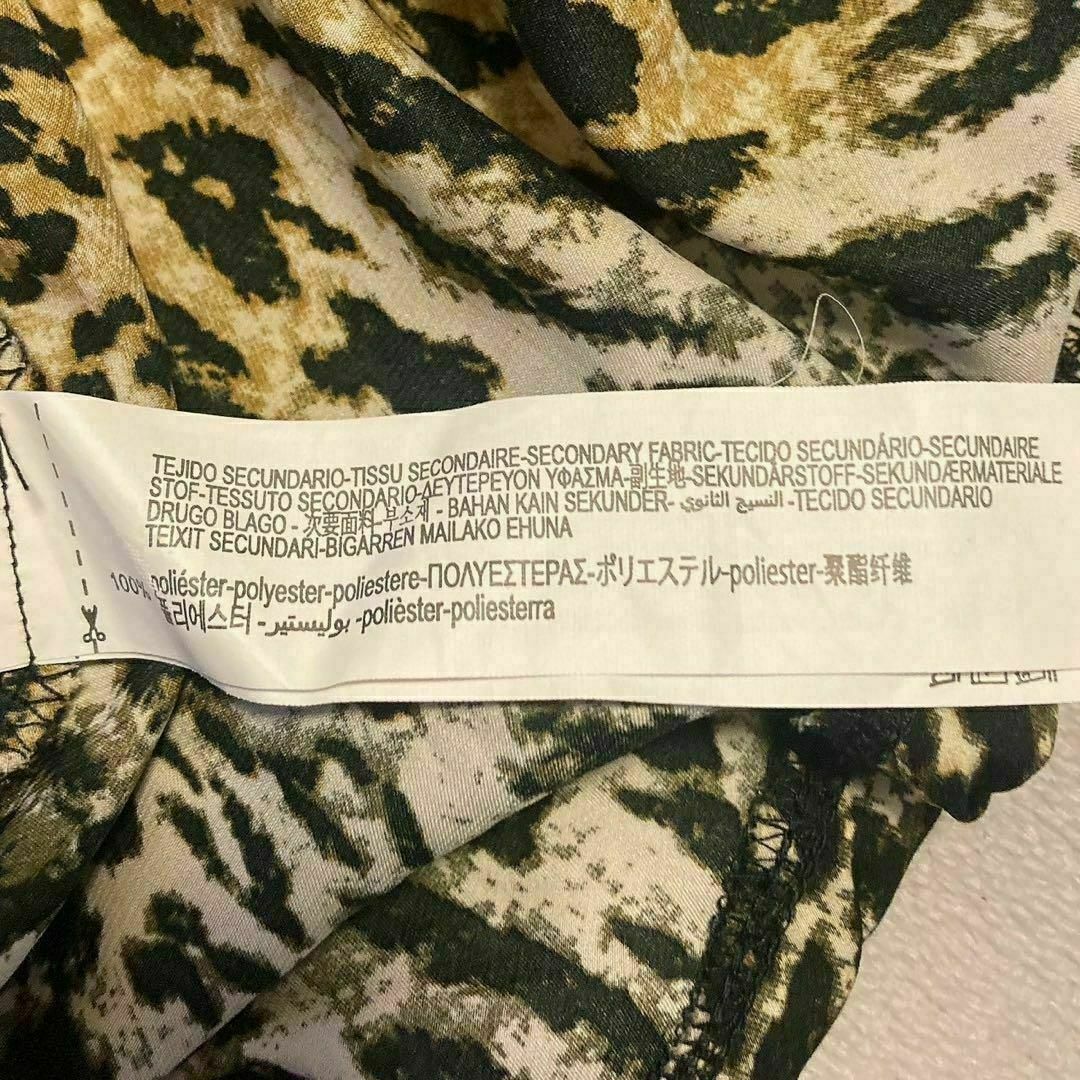 TEJIDO SECUNDARIO-TISSU SECONDAIRE-SECONDARY FABRIC-TECIDO SECUNDÁRIO-SECUNDAIRE
STOF-TESSUTO SECONDARIO-ΔΕΥΤΕΡΕΥΟΝ ΥΦΑΣΜΑ-副生地-SEKUNDÄRSTOFF-SEKUNDÆRMATERIALE
DRUGO BLAGO - 次要面料-부소재 - BAHAN KAIN SEKUNDER- النسيج الثانوي -TECIDO SECUNDARIO
TEIXIT SECUNDARI-BIGARREN MAILAKO EHUNA
100% poliéster-polyester-poliestere-ΠΟΛΥΕΣΤΕΡΑΣ-ポリエステル-poliester-聚酯纤维
폴리에스터 -بوليستير -polièster-poliesterra